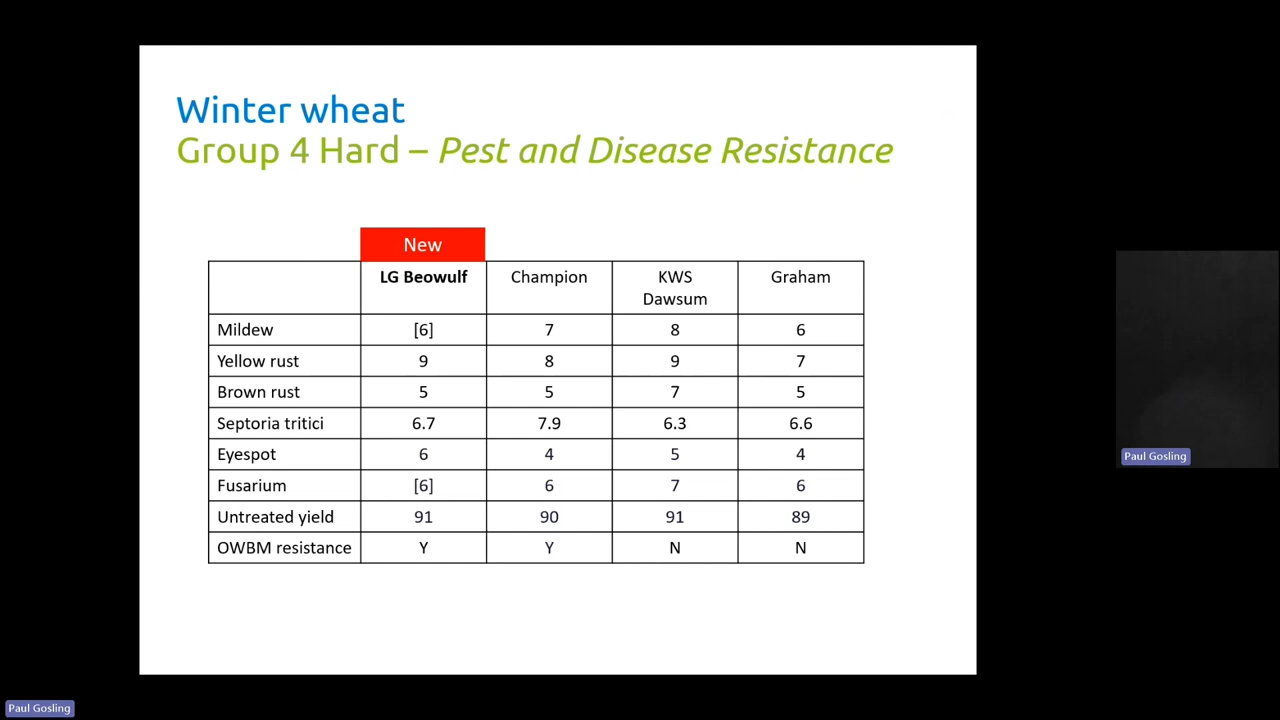 Winter wheat
Group 4 Hard – Pest and Disease Resistance
New
LG Beowulf Champion KWS Dawsum Graham
Mildew [6] 7 8 6
Yellow rust 9 8 9 7
Brown rust 5 5 7 5
Septoria tritici 6.7 7.9 6.3 6.6
Eyespot 6 4 5 4
Fusarium [6] 6 7 6
Untreated yield 91 90 91 89
OWBM resistance Y Y N N
Paul Gosling
Paul Gosling